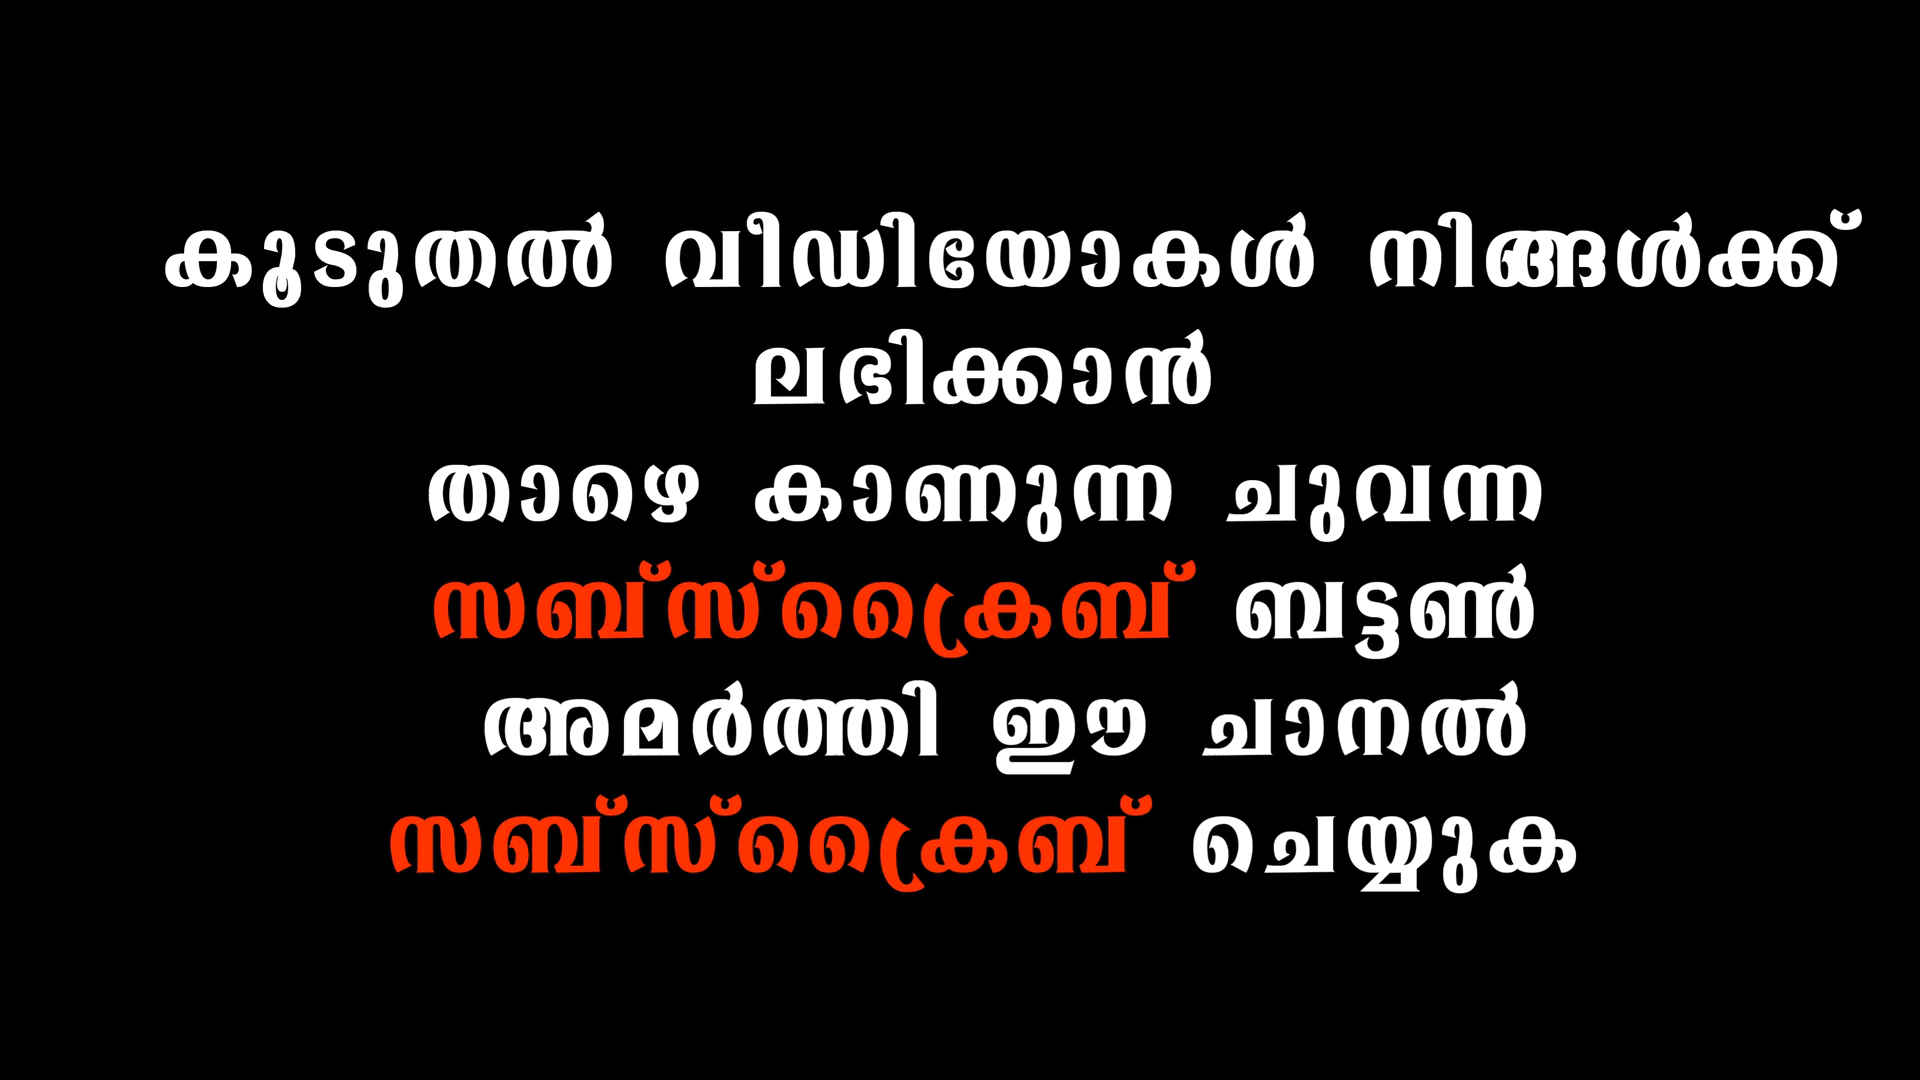 കൂടുതൽ വീഡിയോകൾ നിങ്ങൾക്ക്
ലഭിക്കാൻ
താഴെ കാണുന്ന ചുവന്ന
സബ്സ്ക്രൈബ് ബട്ടൺ
അമർത്തി ഈ ചാനൽ
സബ്സ്ക്രൈബ് ചെയ്യുക